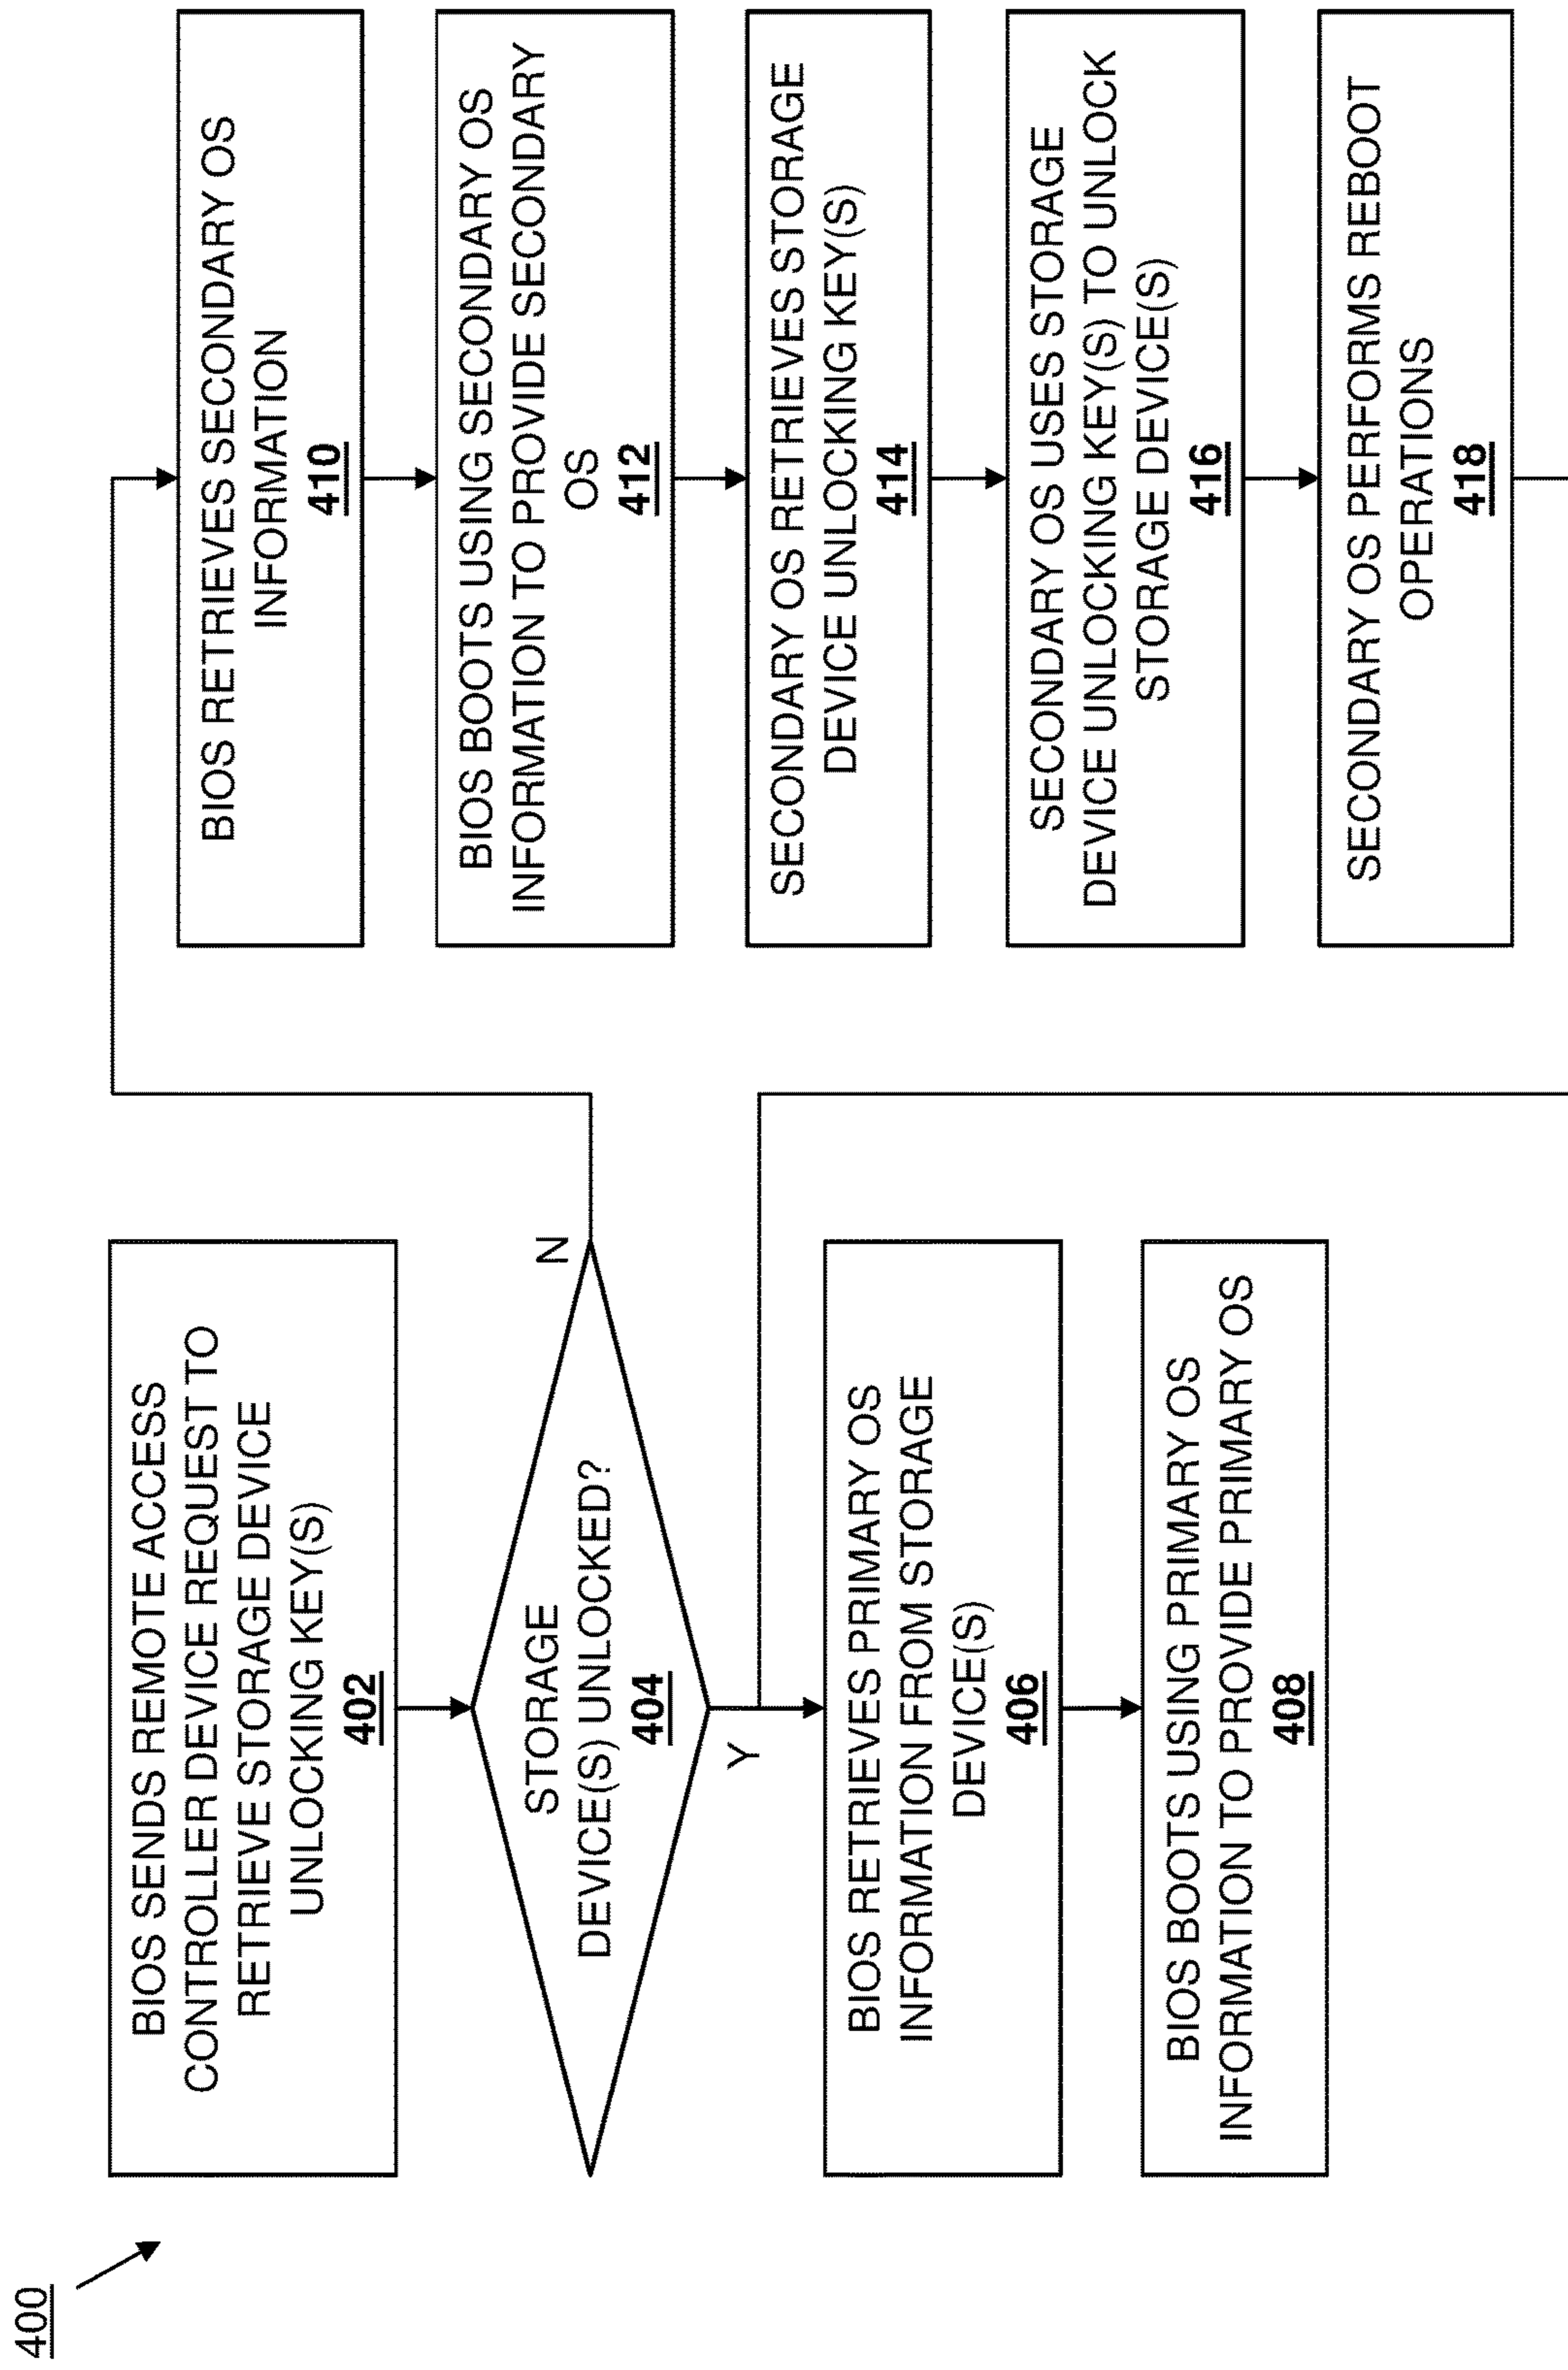 400
BIOS SENDS REMOTE ACCESS
CONTROLLER DEVICE REQUEST TO
RETRIEVE STORAGE DEVICE
UNLOCKING KEY(S)
402
STORAGE
DEVICE(S) UNLOCKED?
404
N
Y
BIOS RETRIEVES PRIMARY OS
INFORMATION FROM STORAGE
DEVICE(S)
406
BIOS BOOTS USING PRIMARY OS
INFORMATION TO PROVIDE PRIMARY OS
408
BIOS RETRIEVES SECONDARY OS
INFORMATION
410
BIOS BOOTS USING SECONDARY OS
INFORMATION TO PROVIDE SECONDARY
OS
412
SECONDARY OS RETRIEVES STORAGE
DEVICE UNLOCKING KEY(S)
414
SECONDARY OS USES STORAGE
DEVICE UNLOCKING KEY(S) TO UNLOCK
STORAGE DEVICE(S)
416
SECONDARY OS PERFORMS REBOOT
OPERATIONS
418